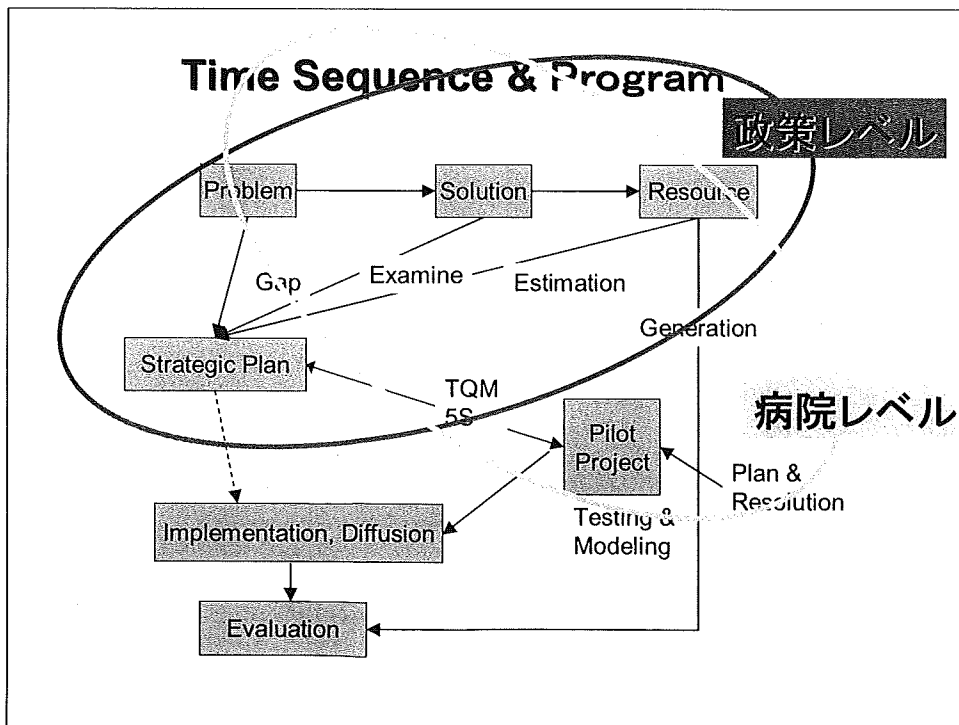 Time Sequence & Program
政策レベル
Problem
Solution
Resource
Gap
Examine
Estimation
Generation
Strategic Plan
TQM
5S
病院レベル
Pilot
Project
Plan &
Resolution
Testing &
Modeling
Implementation, Diffusion
Evaluation